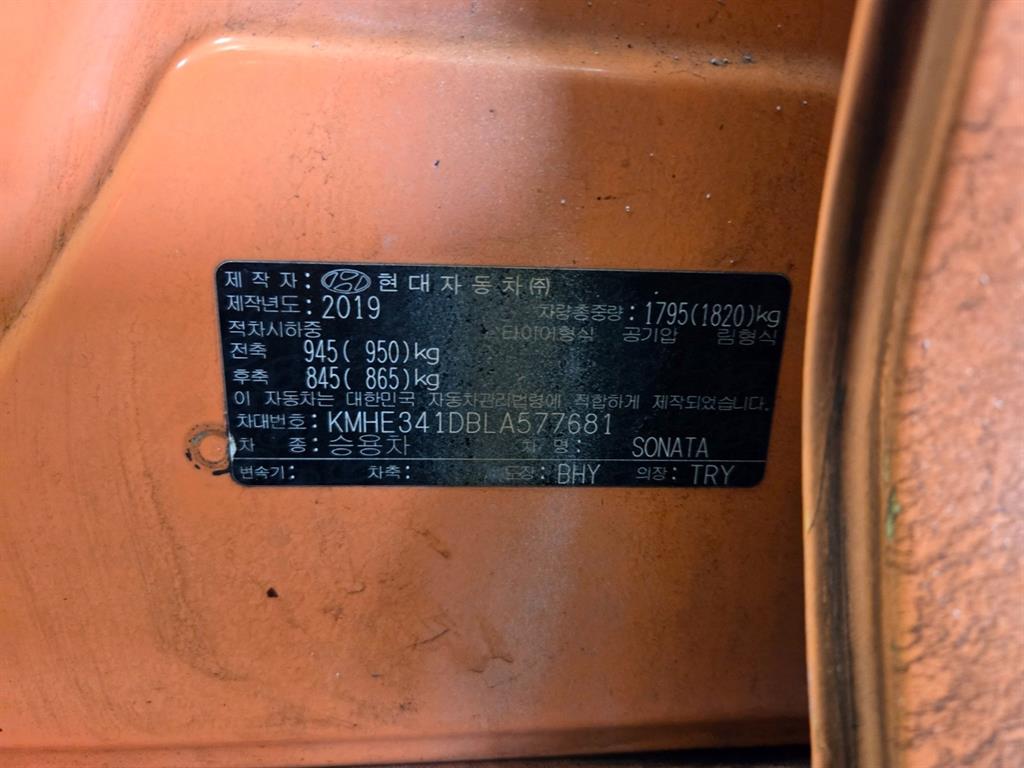 제 작 자 : 현대자동차㈜
제작년도 : 2019 차량총중량 : 1795(1820)kg
적차시하중 타이어형식 공기압 림형식
전축 945( 950)kg
후축 845( 865)kg
이 자동차는 대한민국 자동차관리법령에 적합하게 제작되었습니다.
차대번호 : KMHE341DBLA577681
차 종 : 승용차 차 명 : SONATA
변속기 : 차축 : 도장 : BHY 의장 : TRY